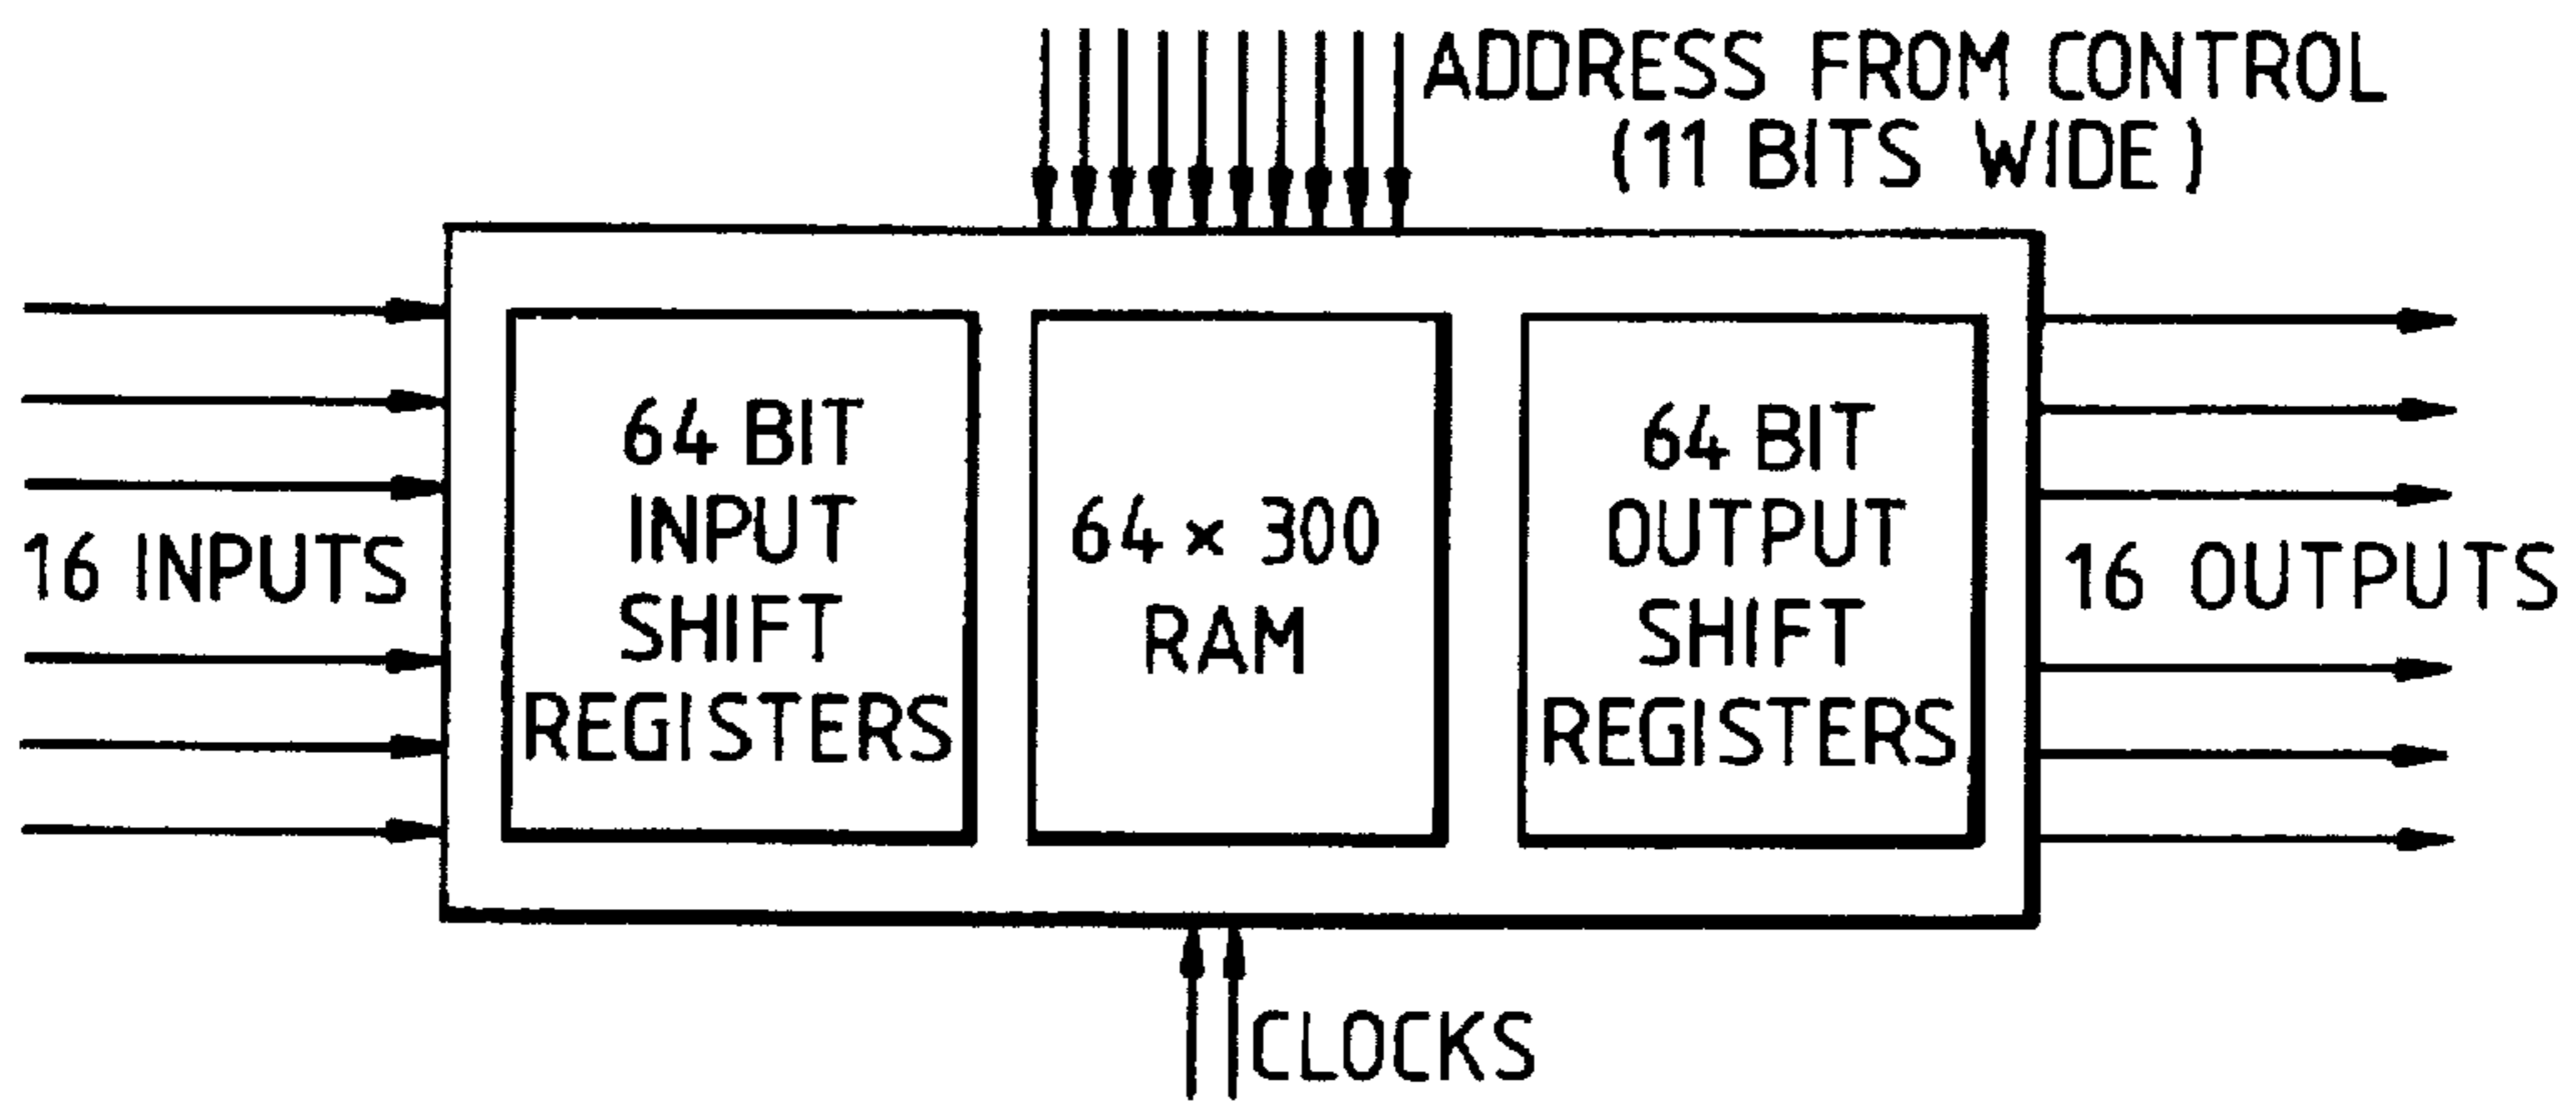 ADDRESS FROM CONTROL
(11 BITS WIDE)
16 INPUTS
64 BIT
INPUT
SHIFT
REGISTERS
64 × 300
RAM
64 BIT
OUTPUT
SHIFT
REGISTERS
16 OUTPUTS
CLOCKS